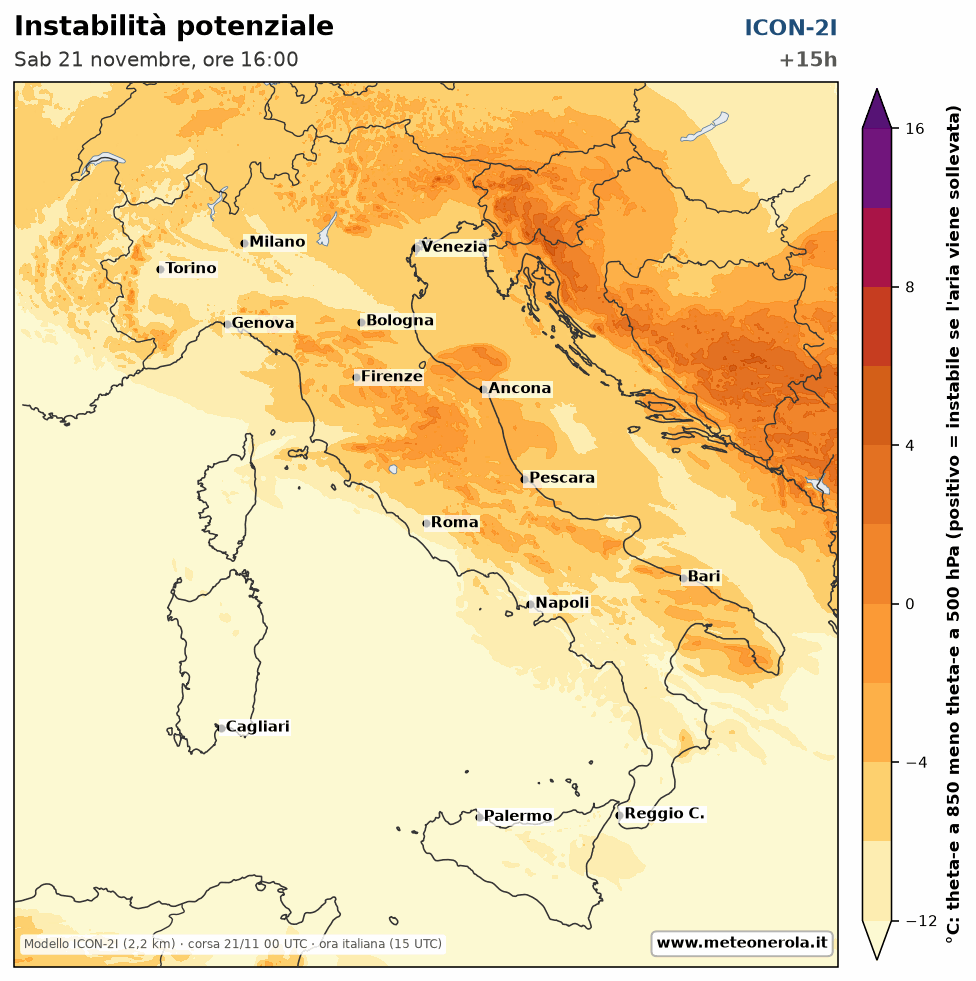 Instabilità potenziale
ICON-2I
Sab 21 novembre, ore 16:00
+15h
Milano
Venezia
Torino
Genova
Bologna
Firenze
Ancona
Pescara
Roma
Bari
Napoli
Cagliari
Palermo
Reggio C.
16
8
4
0
−4
−12
°C: theta-e a 850 meno theta-e a 500 hPa (positivo = instabile se l'aria viene sollevata)
Modello ICON-2I (2,2 km) · corsa 21/11 00 UTC · ora italiana (15 UTC)
www.meteonerola.it